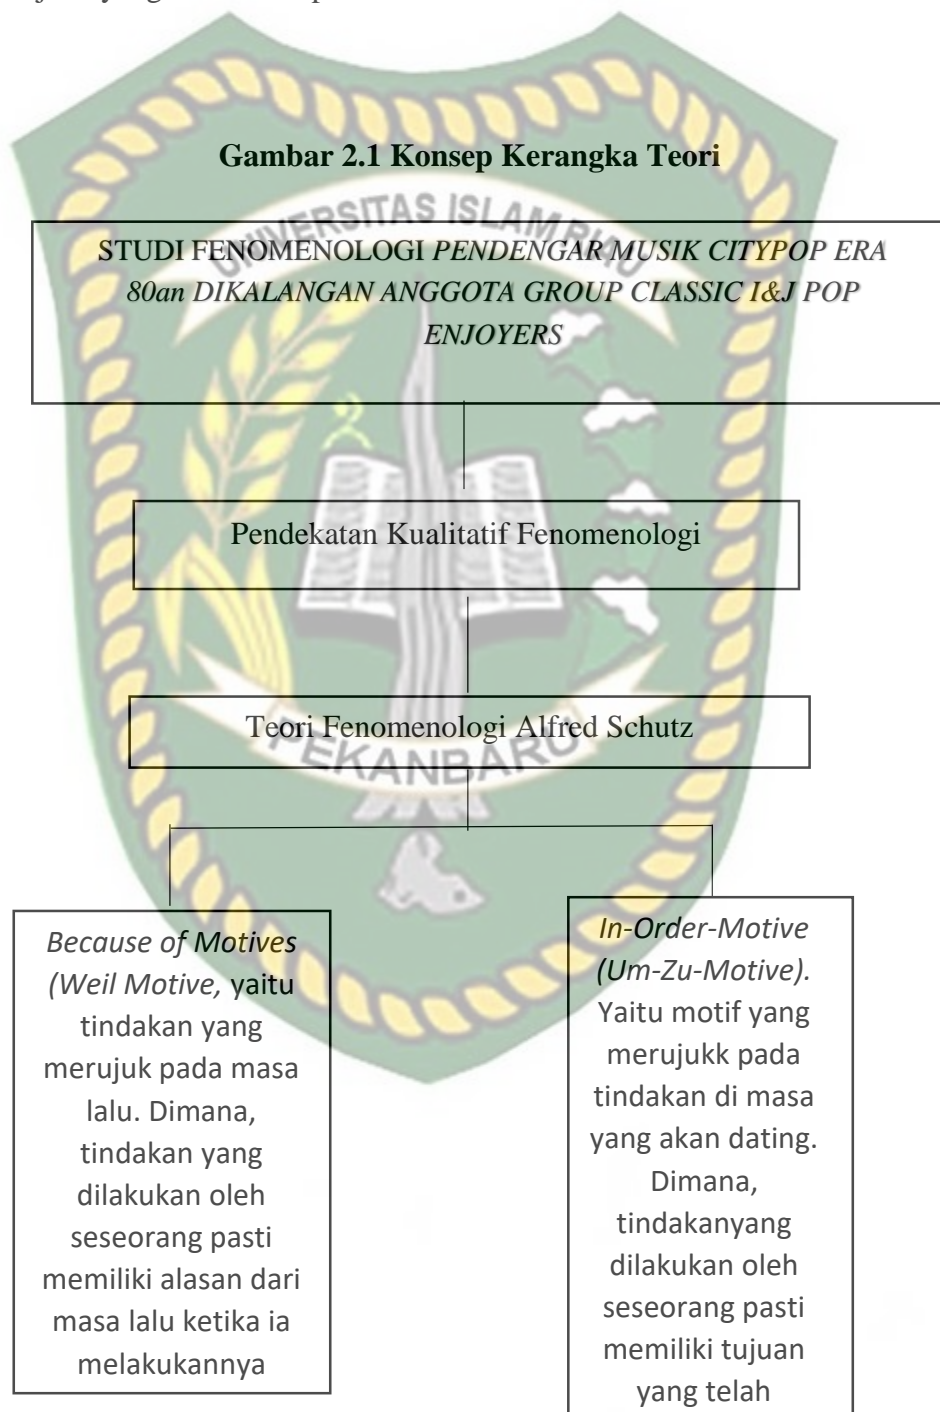 Gambar 2.1 Konsep Kerangka Teori
UNIVERSITAS ISLAM RIAU
STUDI FENOMENOLOGI PENDENGAR MUSIK CITYPOP ERA
80an DIKALANGAN ANGGOTA GROUP CLASSIC I&J POP
ENJOYERS
Pendekatan Kualitatif Fenomenologi
Teori Fenomenologi Alfred Schutz
PEKANBARU
Because of Motives
(Weil Motive, yaitu
tindakan yang
merujuk pada masa
lalu. Dimana,
tindakan yang
dilakukan oleh
seseorang pasti
memiliki alasan dari
masa lalu ketika ia
melakukannya
In-Order-Motive
(Um-Zu-Motive).
Yaitu motif yang
merujukk pada
tindakan di masa
yang akan dating.
Dimana,
tindakanyang
dilakukan oleh
seseorang pasti
memiliki tujuan
yang telah